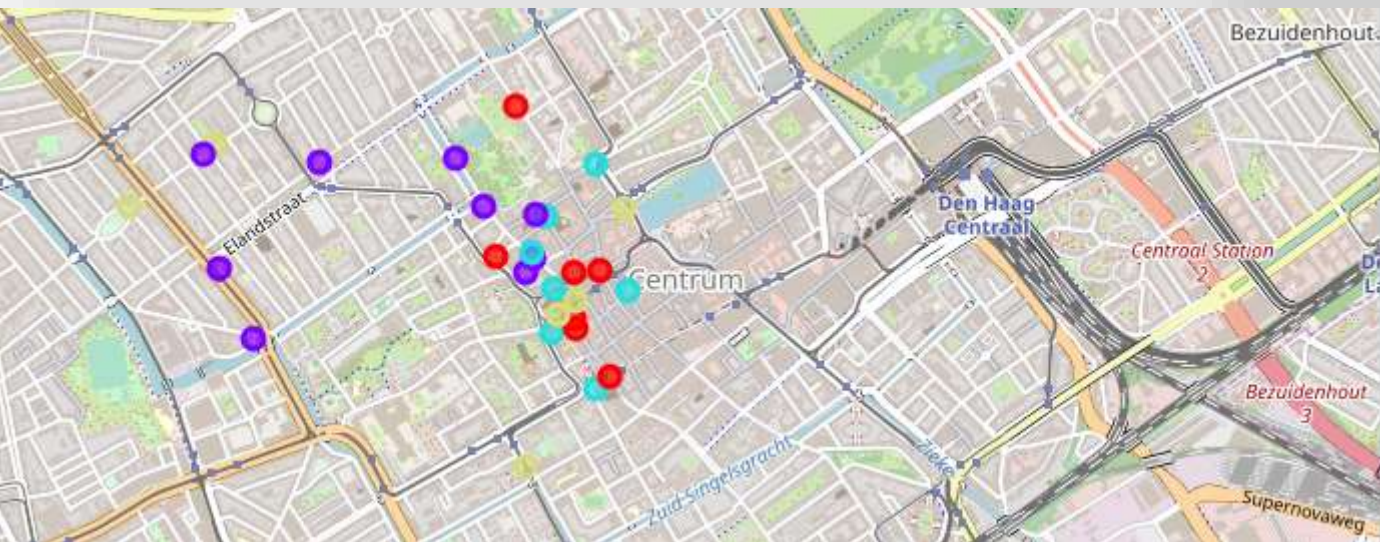 Bezuidenhout
Elandstraat
Den Haag
Centraal
Centraal Station
2
Centrum
Bezuidenhout
3
Zuid Singelsgracht
Zieke
Supernovaweg